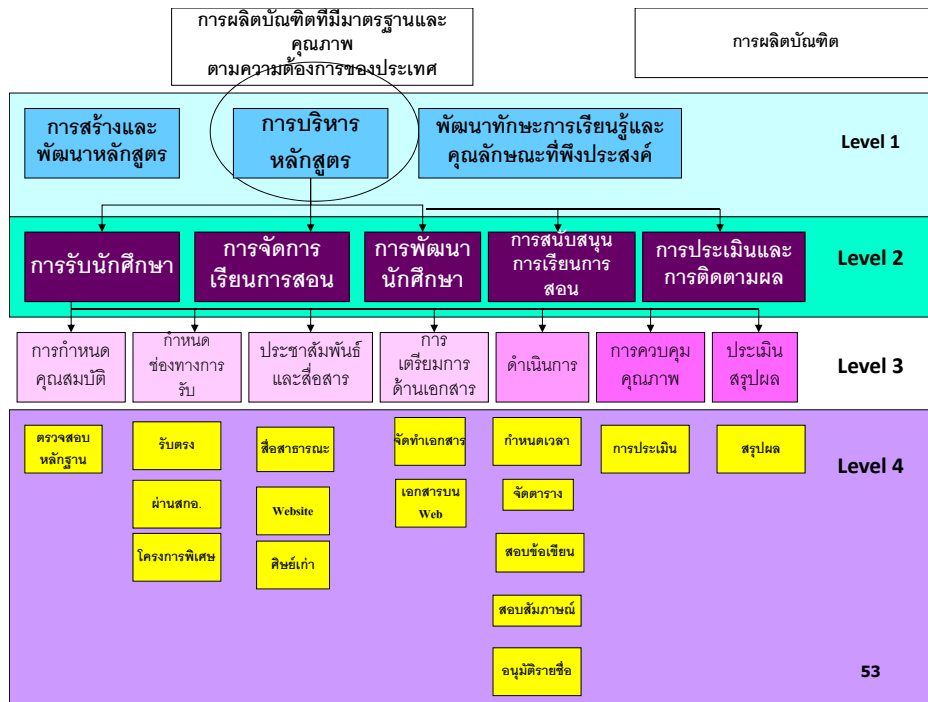 การผลิตบัณฑิตที่มีมาตรฐานและ
คุณภาพ
ตามความต้องการของประเทศ
การผลิตบัณฑิต
การสร้างและ
พัฒนาหลักสูตร
การบริหาร
หลักสูตร
พัฒนาทักษะการเรียนรู้และ
คุณลักษณะที่พึงประสงค์
Level 1
การรับนักศึกษา
การจัดการ
เรียนการสอน
การพัฒนา
นักศึกษา
การสนับสนุน
การเรียนการ
สอน
การประเมินและ
การติดตามผล
Level 2
การกำหนด
คุณสมบัติ
กำหนด
ช่องทางการ
รับ
ประชาสัมพันธ์
และสื่อสาร
การ
เตรียมการ
ด้านเอกสาร
ดำเนินการ
การควบคุม
คุณภาพ
ประเมิน
สรุปผล
Level 3
ตรวจสอบ
หลักฐาน
รับตรง
ผ่านสกอ.
โครงการพิเศษ
สื่อสาธารณะ
Website
ศิษย์เก่า
จัดทำเอกสาร
เอกสารบน
Web
กำหนดเวลา
จัดตาราง
สอบข้อเขียน
สอบสัมภาษณ์
อนุมัติรายชื่อ
การประเมิน
สรุปผล
Level 4
53